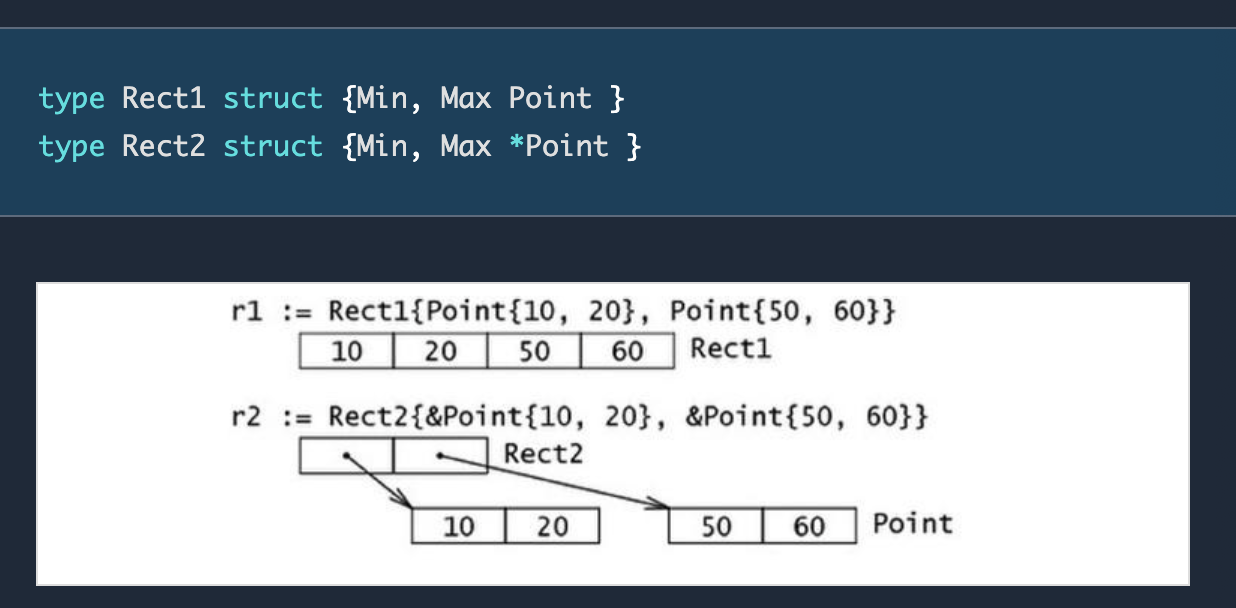 type Rect1 struct {Min, Max Point }
type Rect2 struct {Min, Max *Point }
r1 := Rect1{Point{10, 20}, Point{50, 60}}
10 20 50 60 Rect1
r2 := Rect2{&Point{10, 20}, &Point{50, 60}}
Rect2
10 20 50 60 Point